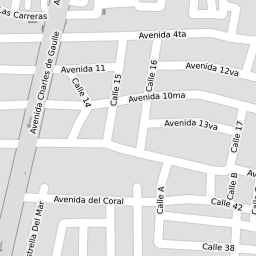 Las Carreras
Avenida 4ta
Avenida Charles de Gaulle
Avenida 11
Calle 15
Calle 16
Avenida 12va
Calle 14
Avenida 10ma
Avenida 13va
Calle 17
Calle A
Calle B
Avenida del Coral
Calle 42
strella Del Mar
Calle 38